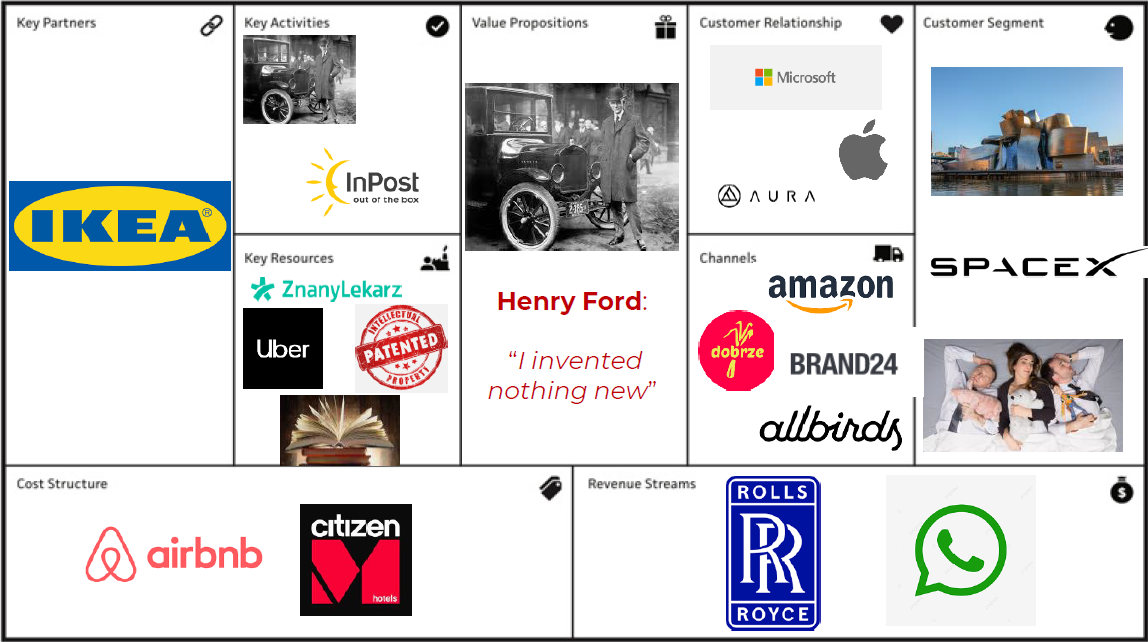 Key Partners
IKEA®
Key Activities
InPost
out of the box
Key Resources
ZnanyLekarz
Uber
INTELLECTUAL
PATENTED
PROPERTY
Value Propositions
Henry Ford:
“I invented
nothing new”
Customer Relationship
Microsoft
AURA
Channels
amazon
dobrze
BRAND24
allbirds
Customer Segment
SPACEX
Cost Structure
airbnb
citizen
M
hotels
Revenue Streams
$
ROLLS
RR
ROYCE